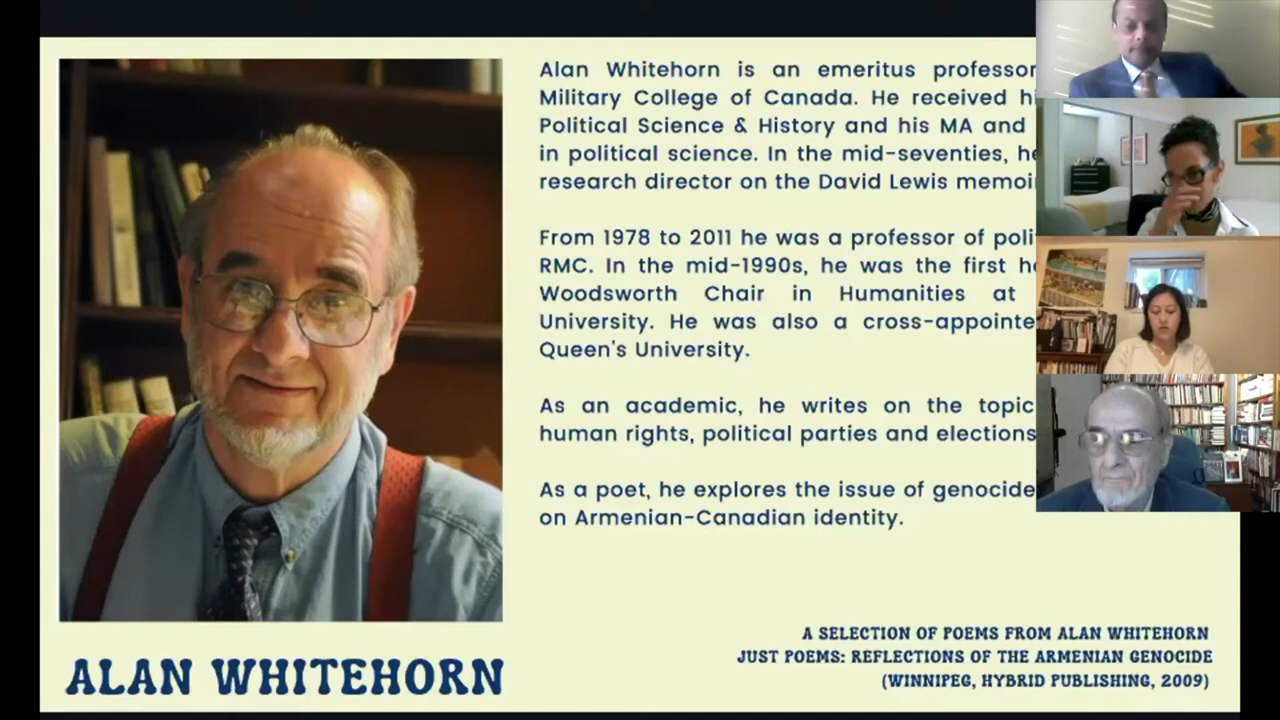 Alan Whitehorn is an emeritus professor
Military College of Canada. He received
Political Science & History and his MA and
in political science. In the mid-seventies,
research director on the David Lewis
From 1978 to 2011 he was a professor of
RMC. In the mid-1990s, he was the first
Woodsworth Chair in Humanities at
University. He was also a
Queen's University.
As an academic, he writes on the topic
human rights, political parties and elections
As a poet, he explores the issue of genocide
on Armenian-Canadian identity.
A SELECTION OF POEMS FROM ALAN WHITEHORN
JUST POEMS: REFLECTIONS OF THE ARMENIAN GENOCIDE
(WINNIPEG, HYBRID PUBLISHING, 2009)
ALAN WHITEHORN